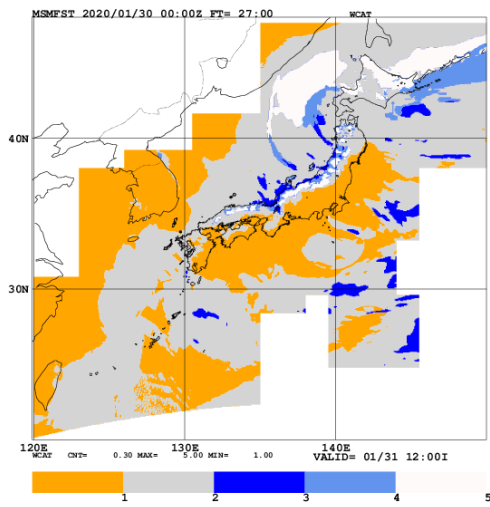 MSMFST 2020/01/30 00:00Z FT= 27:00 WCAT
40N
30N
120E 130E 140E
WCAT CNT= 0.30 MAX= 5.00 MIN= 1.00 VALID= 01/31 12:00I
1 2 3 4 5